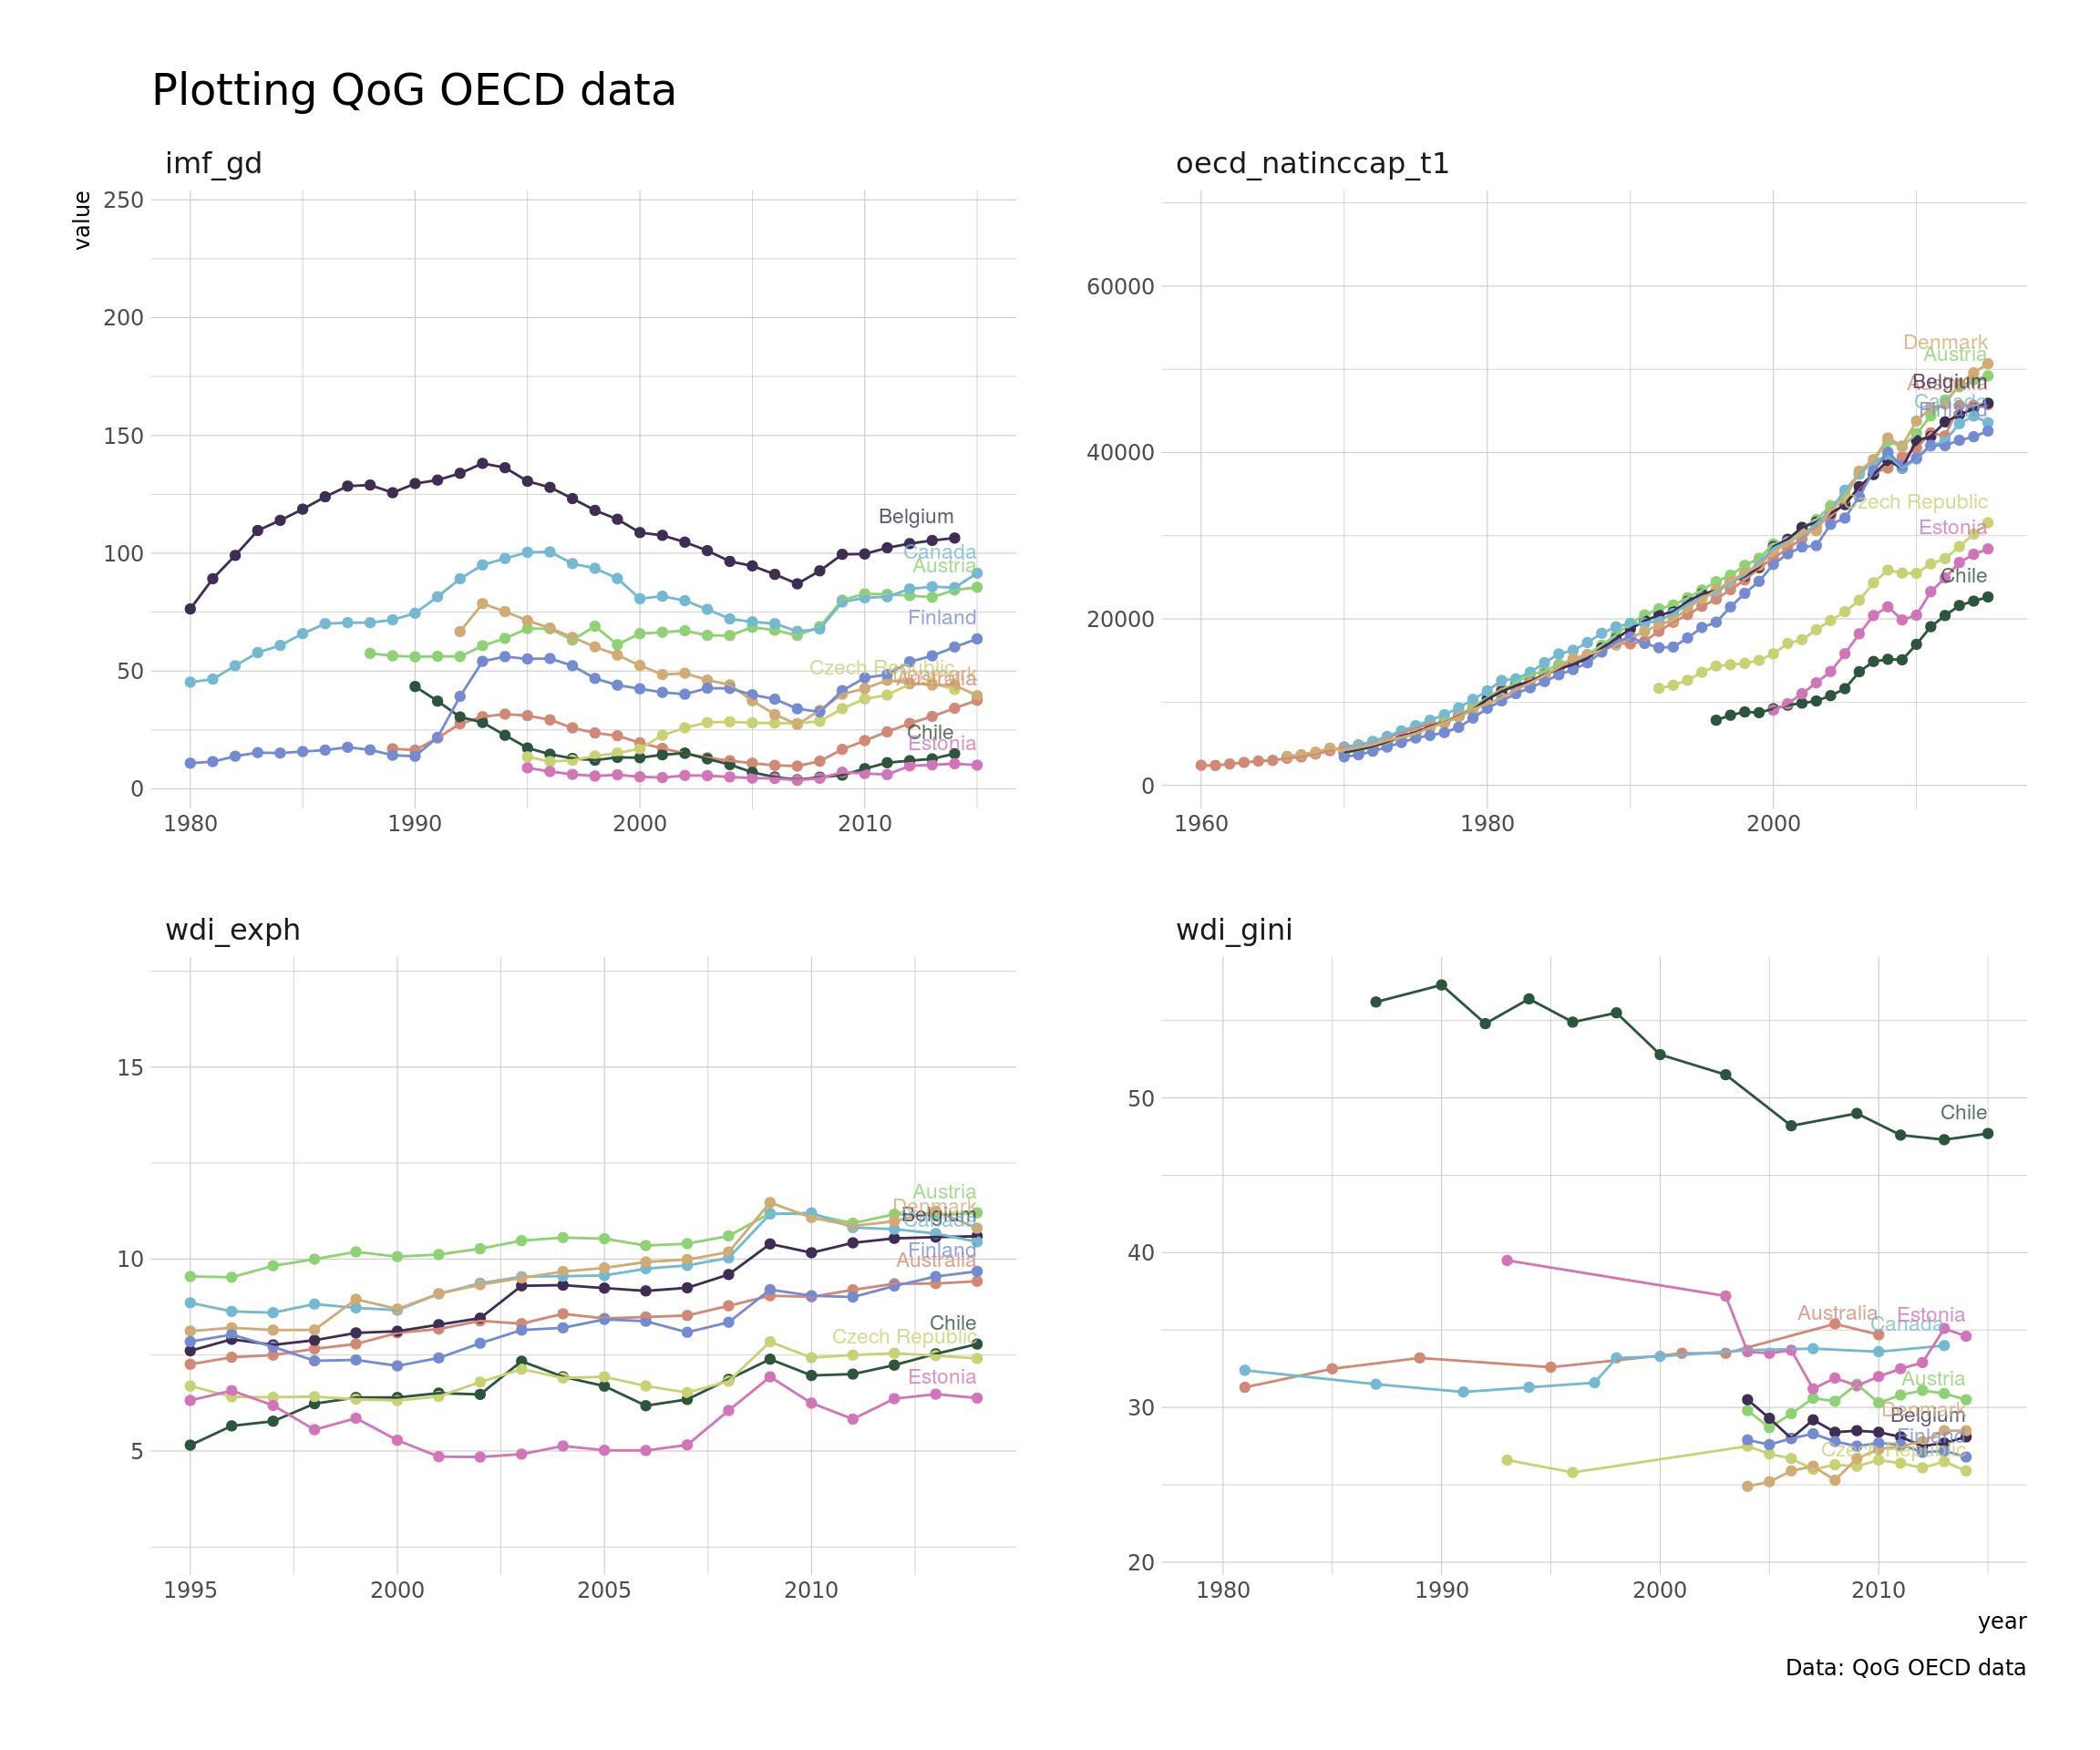 Plotting QoG OECD data
imf_gd
value
250
200
150
100
50
0
1980 1990 2000 2010
Belgium
Canada
Austria
Finland
Czech Republic
Denmark
Australia
Chile
Estonia
oecd_natinccap_t1
60000
40000
20000
0
1960 1980 2000
Denmark
Austria
Belgium
Australia
Canada
Finland
Czech Republic
Estonia
Chile
wdi_exph
15
10
5
1995 2000 2005 2010
Austria
Denmark
Belgium
Canada
Finland
Australia
Chile
Czech Republic
Estonia
wdi_gini
50
40
30
20
1980 1990 2000 2010
Chile
Australia
Estonia
Canada
Austria
Denmark
Belgium
Finland
Czech Republic
year
Data: QoG OECD data